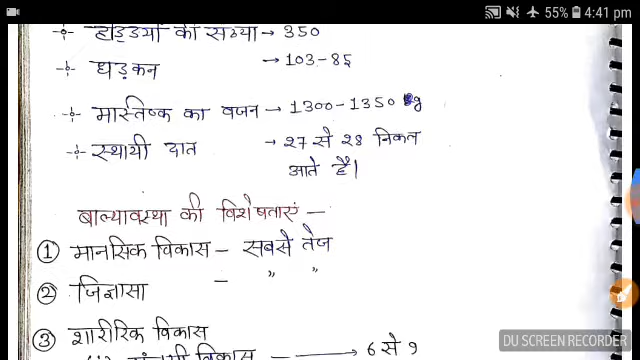 55% 4:41 pm
हड्डियों की संख्या → 350
धड़कन → 103-85
मास्तिष्क का वजन → 1300-1350 g
स्थायी दात → 27 से 28 निकल
आते है।
बाल्यावस्था की विशेषताएं —
① मानसिक विकास – सबसे तेज
② जिज्ञासा – " "
③ शारीरिक विकास
विकास → 6 से 9
DU SCREEN RECORDER